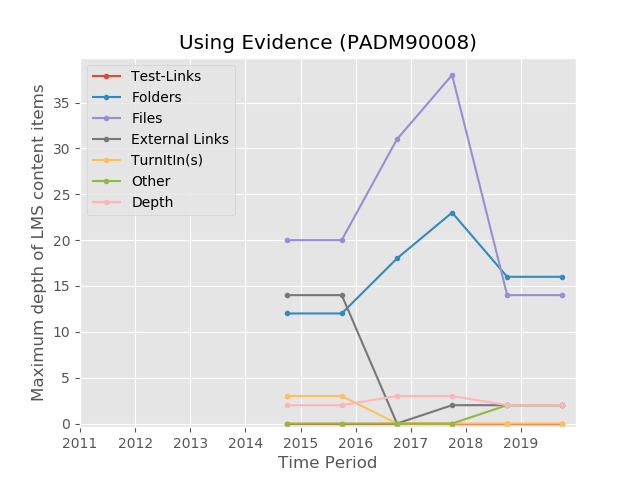 Using Evidence (PADM90008)
Maximum depth of LMS content items
35
30
25
20
15
10
5
0
Test-Links
Folders
Files
External Links
TurnItIn(s)
Other
Depth
2011 2012 2013 2014 2015 2016 2017 2018 2019
Time Period